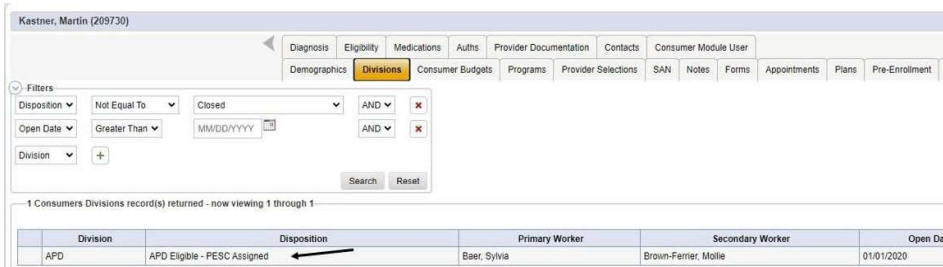 Kastner, Martin (209730)
Diagnosis Eligibility Medications Auths Provider Documentation Contacts Consumer Module User
Demographics Divisions Consumer Budgets Programs Provider Selections SAN Notes Forms Appointments Plans Pre-Enrollment
Filters
Disposition Not Equal To Closed AND
Open Date Greater Than MM/DD/YYYY AND
Division
Search Reset
1 Consumers Divisions record(s) returned - now viewing 1 through 1
Division Disposition Primary Worker Secondary Worker Open Da
APD APD Eligible - PESC Assigned Baer, Sylvia Brown-Ferrier, Mollie 01/01/2020